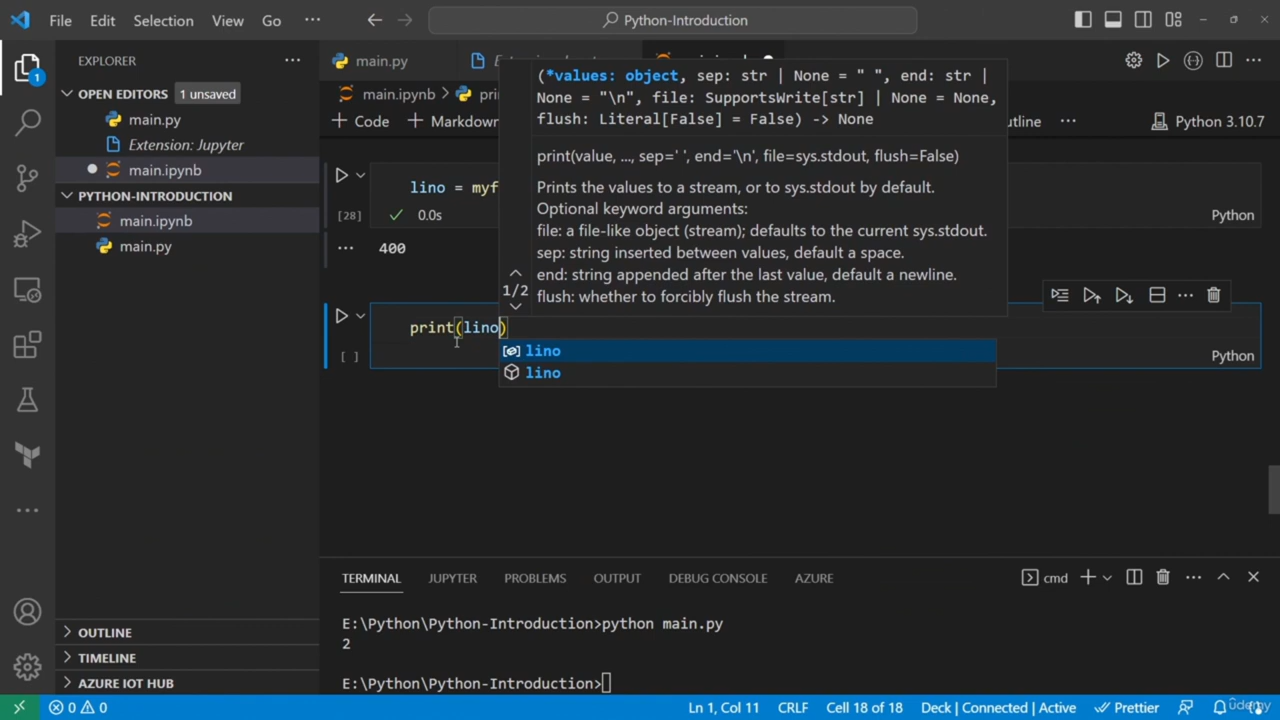 File Edit Selection View Go ··· Python-Introduction
EXPLORER ···
OPEN EDITORS 1 unsaved
main.py
Extension: Jupyter
main.ipynb
PYTHON-INTRODUCTION
main.ipynb
main.py
OUTLINE
TIMELINE
AZURE IOT HUB
1
main.py
main.ipynb > pri
+ Code + Markdown
utline ··· Python 3.10.7
lino = myf
[28] ✓ 0.0s
Python
··· 400
(*values: object, sep: str | None = " ", end: str |
None = "\n", file: SupportsWrite[str] | None = None,
flush: Literal[False] = False) -> None
print(value, ..., sep=' ', end='\n', file=sys.stdout, flush=False)
Prints the values to a stream, or to sys.stdout by default.
Optional keyword arguments:
file: a file-like object (stream); defaults to the current sys.stdout.
sep: string inserted between values, default a space.
end: string appended after the last value, default a newline.
flush: whether to forcibly flush the stream.
1/2
print(lino)
lino
lino
[ ]
Python
TERMINAL JUPYTER PROBLEMS OUTPUT DEBUG CONSOLE AZURE
cmd
E:\Python\Python-Introduction>python main.py
2
E:\Python\Python-Introduction>
0 0 Ln 1, Col 11 CRLF Cell 18 of 18 Deck | Connected | Active Prettier
udemy